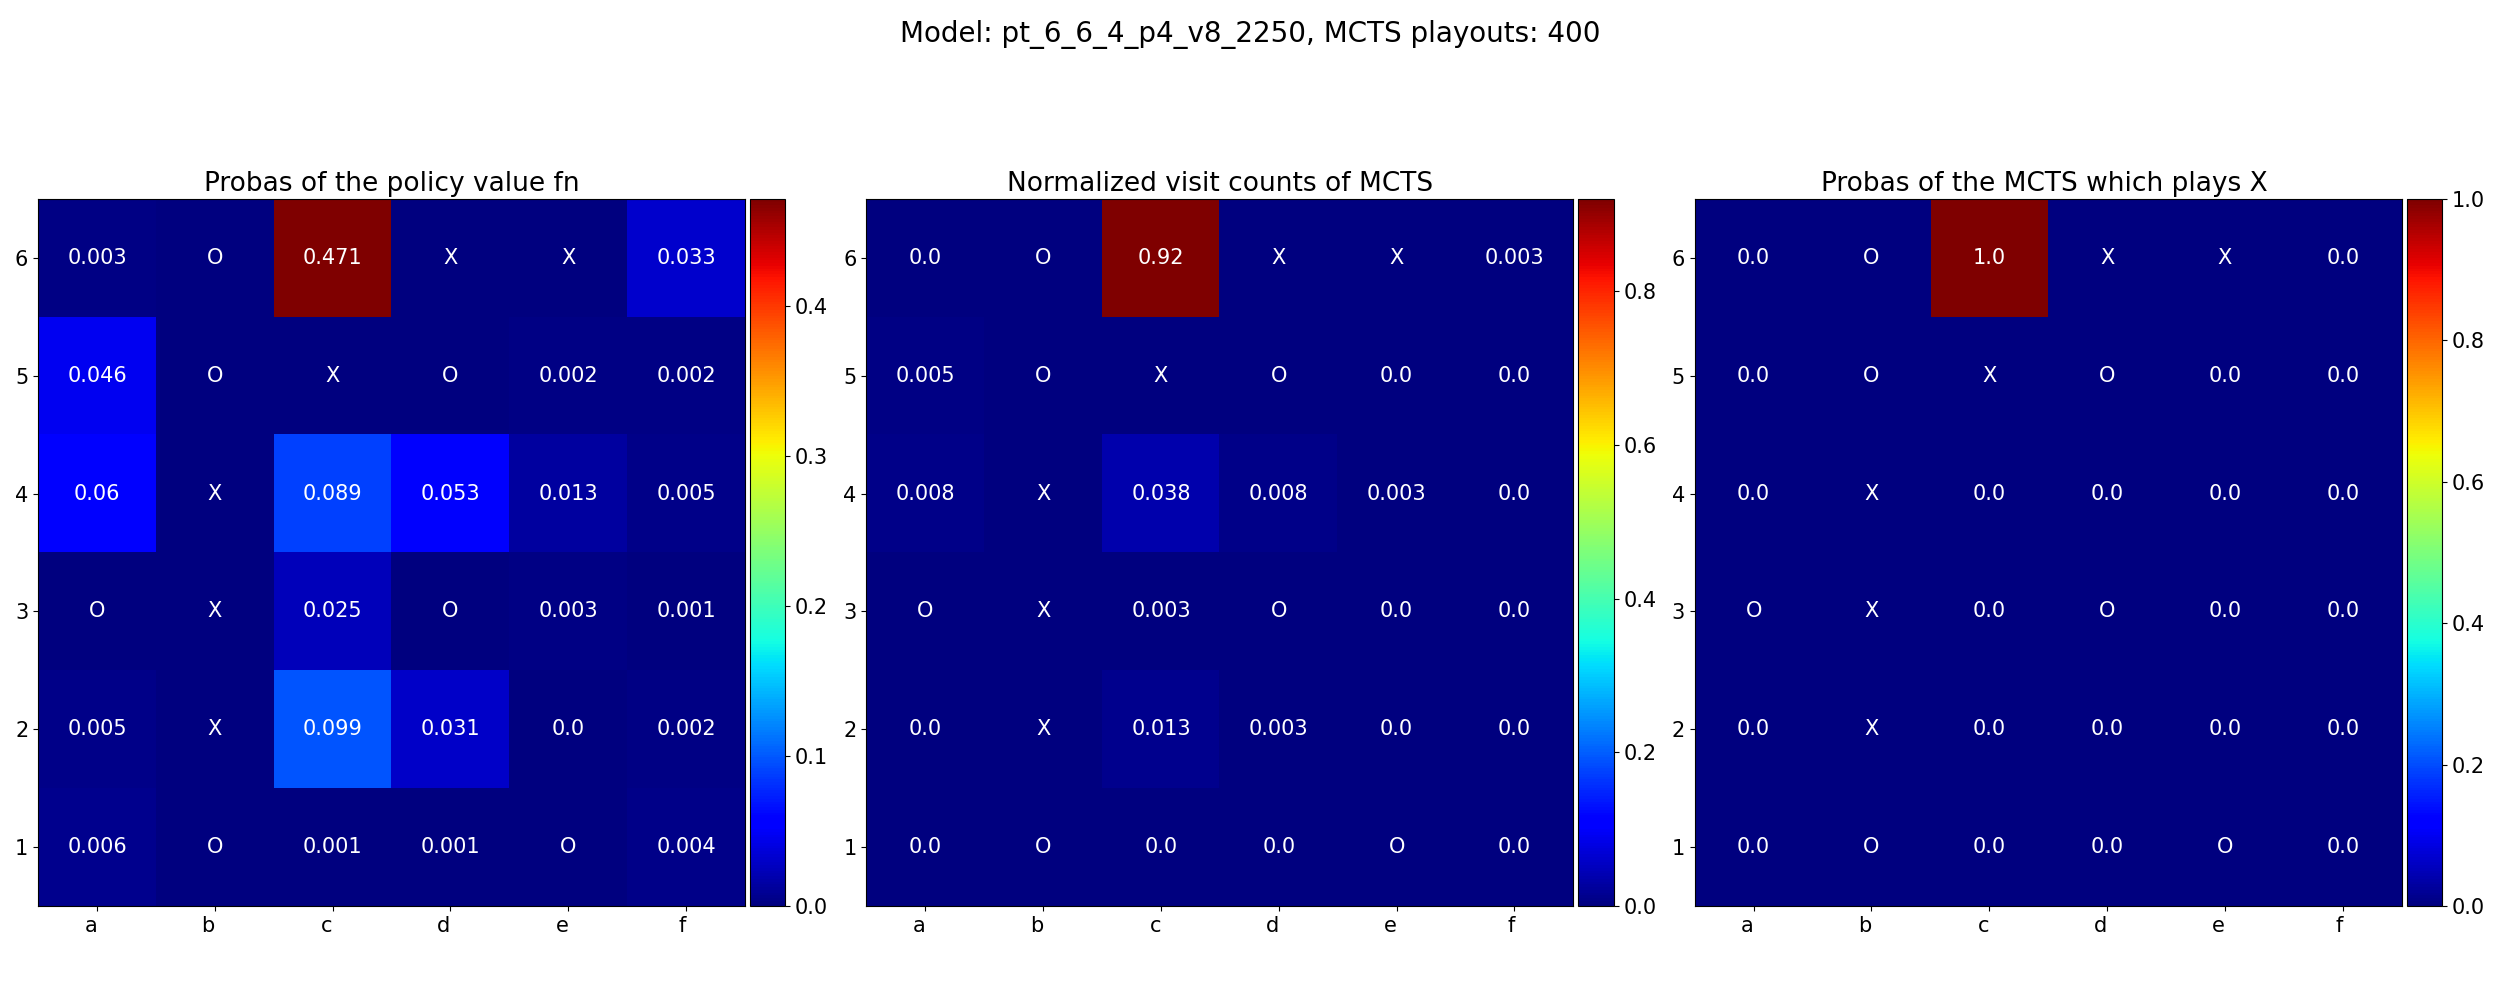 Model: pt_6_6_4_p4_v8_2250, MCTS playouts: 400
Probas of the policy value fn
6 0.003 O 0.471 X X 0.033
5 0.046 O X O 0.002 0.002
4 0.06 X 0.089 0.053 0.013 0.005
3 O X 0.025 O 0.003 0.001
2 0.005 X 0.099 0.031 0.0 0.002
1 0.006 O 0.001 0.001 O 0.004
a b c d e f
0.4
0.3
0.2
0.1
0.0
Normalized visit counts of MCTS
6 0.0 O 0.92 X X 0.003
5 0.005 O X O 0.0 0.0
4 0.008 X 0.038 0.008 0.003 0.0
3 O X 0.003 O 0.0 0.0
2 0.0 X 0.013 0.003 0.0 0.0
1 0.0 O 0.0 0.0 O 0.0
a b c d e f
0.8
0.6
0.4
0.2
0.0
Probas of the MCTS which plays X
6 0.0 O 1.0 X X 0.0
5 0.0 O X O 0.0 0.0
4 0.0 X 0.0 0.0 0.0 0.0
3 O X 0.0 O 0.0 0.0
2 0.0 X 0.0 0.0 0.0 0.0
1 0.0 O 0.0 0.0 O 0.0
a b c d e f
1.0
0.8
0.6
0.4
0.2
0.0